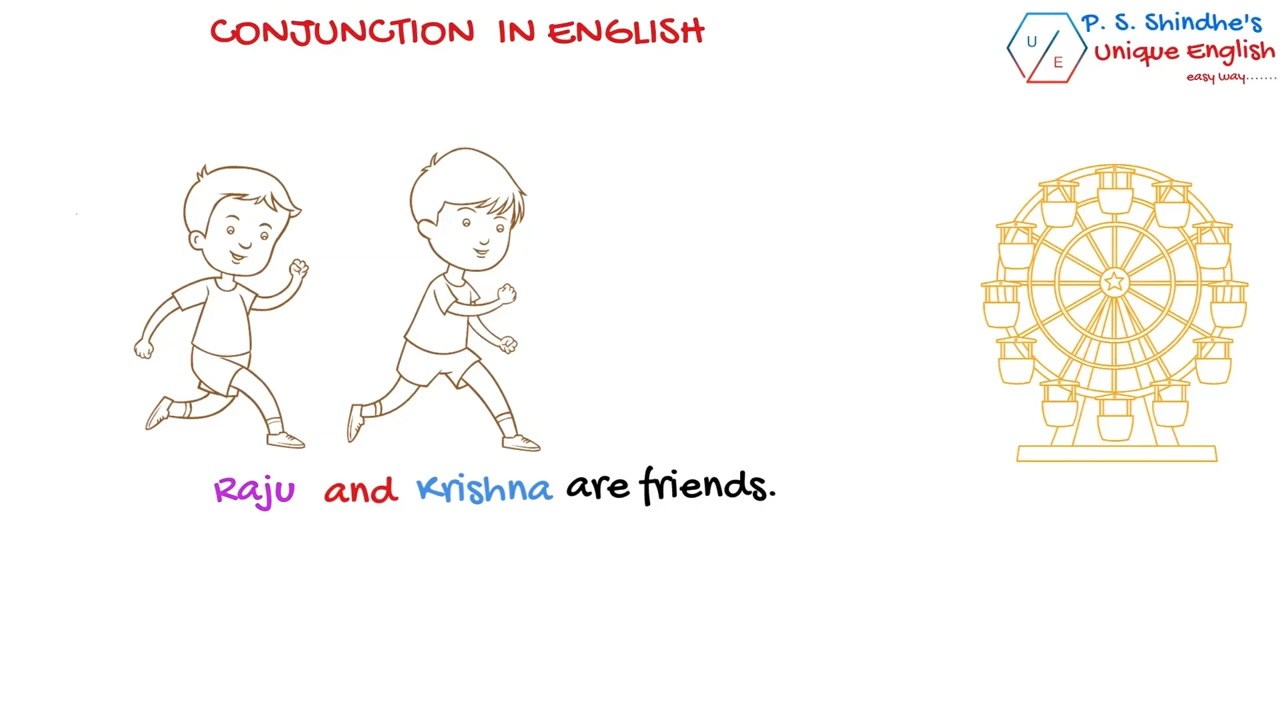 CONJUNCTION IN ENGLISH
P. S. Shindhe's
Unique English
easy way.......
U
E
Raju and Krishna are friends.